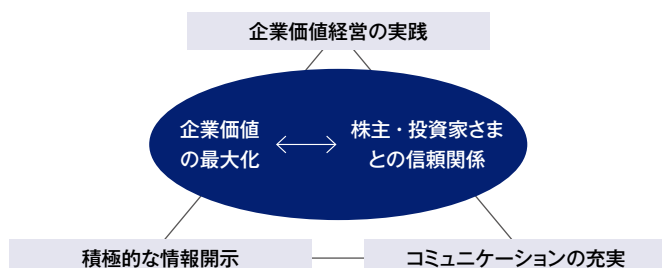 企業価値経営の実践
企業価値
の最大化
株主・投資家さま
との信頼関係
積極的な情報開示
コミュニケーションの充実